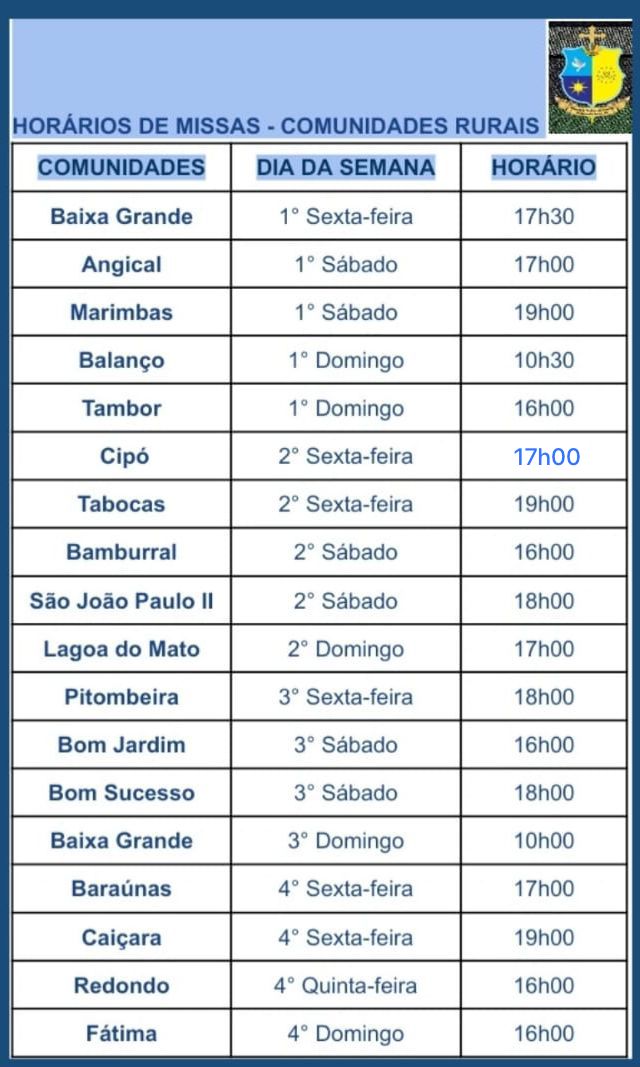 HORÁRIOS DE MISSAS - COMUNIDADES RURAIS
COMUNIDADES DIA DA SEMANA HORÁRIO
Baixa Grande 1° Sexta-feira 17h30
Angical 1° Sábado 17h00
Marimbas 1° Sábado 19h00
Balanço 1° Domingo 10h30
Tambor 1° Domingo 16h00
Cipó 2° Sexta-feira 17h00
Tabocas 2° Sexta-feira 19h00
Bamburral 2° Sábado 16h00
São João Paulo II 2° Sábado 18h00
Lagoa do Mato 2° Domingo 17h00
Pitombeira 3° Sexta-feira 18h00
Bom Jardim 3° Sábado 16h00
Bom Sucesso 3° Sábado 18h00
Baixa Grande 3° Domingo 10h00
Baraúnas 4° Sexta-feira 17h00
Caiçara 4° Sexta-feira 19h00
Redondo 4° Quinta-feira 16h00
Fátima 4° Domingo 16h00